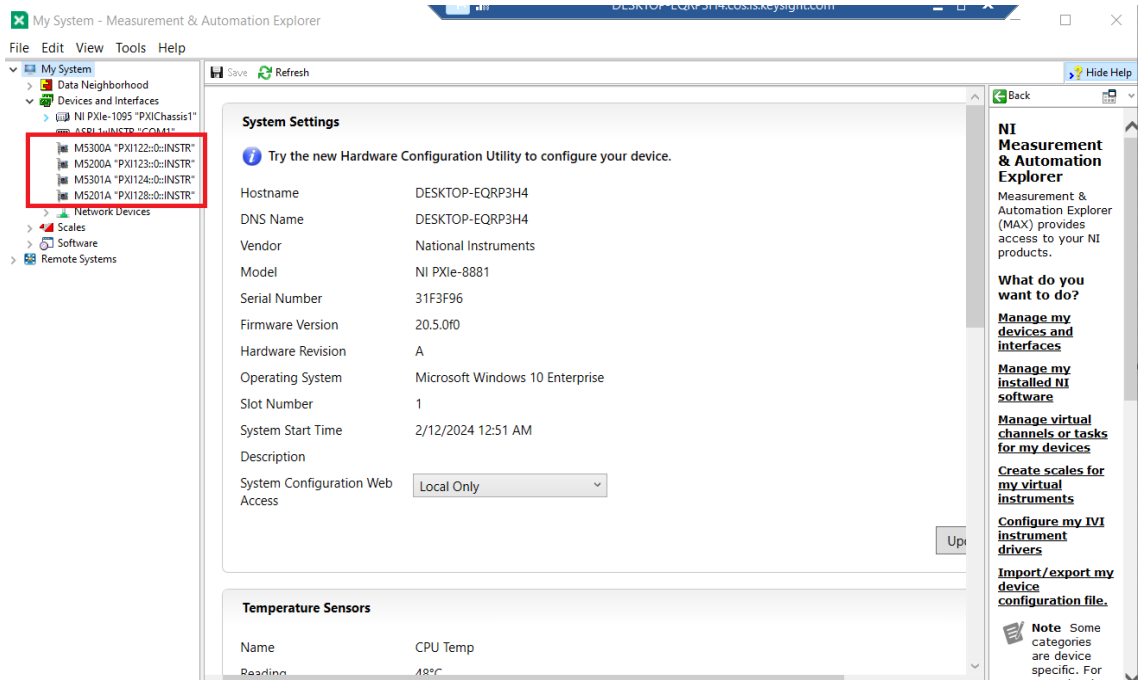 My System - Measurement & Automation Explorer
DESKTOP-EQRP3H4.cos.is.keysight.com
File Edit View Tools Help
My System
Data Neighborhood
Devices and Interfaces
NI PXIe-1095 "PXIChassis1"
ASRL1::INSTR "COM1"
M5300A "PXI122::0::INSTR"
M5200A "PXI123::0::INSTR"
M5301A "PXI124::0::INSTR"
M5201A "PXI128::0::INSTR"
Network Devices
Scales
Software
Remote Systems
Save Refresh
Hide Help
System Settings
Try the new Hardware Configuration Utility to configure your device.
Hostname DESKTOP-EQRP3H4
DNS Name DESKTOP-EQRP3H4
Vendor National Instruments
Model NI PXIe-8881
Serial Number 31F3F96
Firmware Version 20.5.0f0
Hardware Revision A
Operating System Microsoft Windows 10 Enterprise
Slot Number 1
System Start Time 2/12/2024 12:51 AM
Description
System Configuration Web
Access
Local Only
Temperature Sensors
Name CPU Temp
Reading 48°C
Back
NI
Measurement
& Automation
Explorer
Measurement &
Automation Explorer
(MAX) provides
access to your NI
products.
What do you
want to do?
Manage my
devices and
interfaces
Manage my
installed NI
software
Manage virtual
channels or tasks
for my devices
Create scales for
my virtual
instruments
Configure my IVI
instrument
drivers
Import/export my
device
configuration file.
Note Some
categories
are device
specific. For